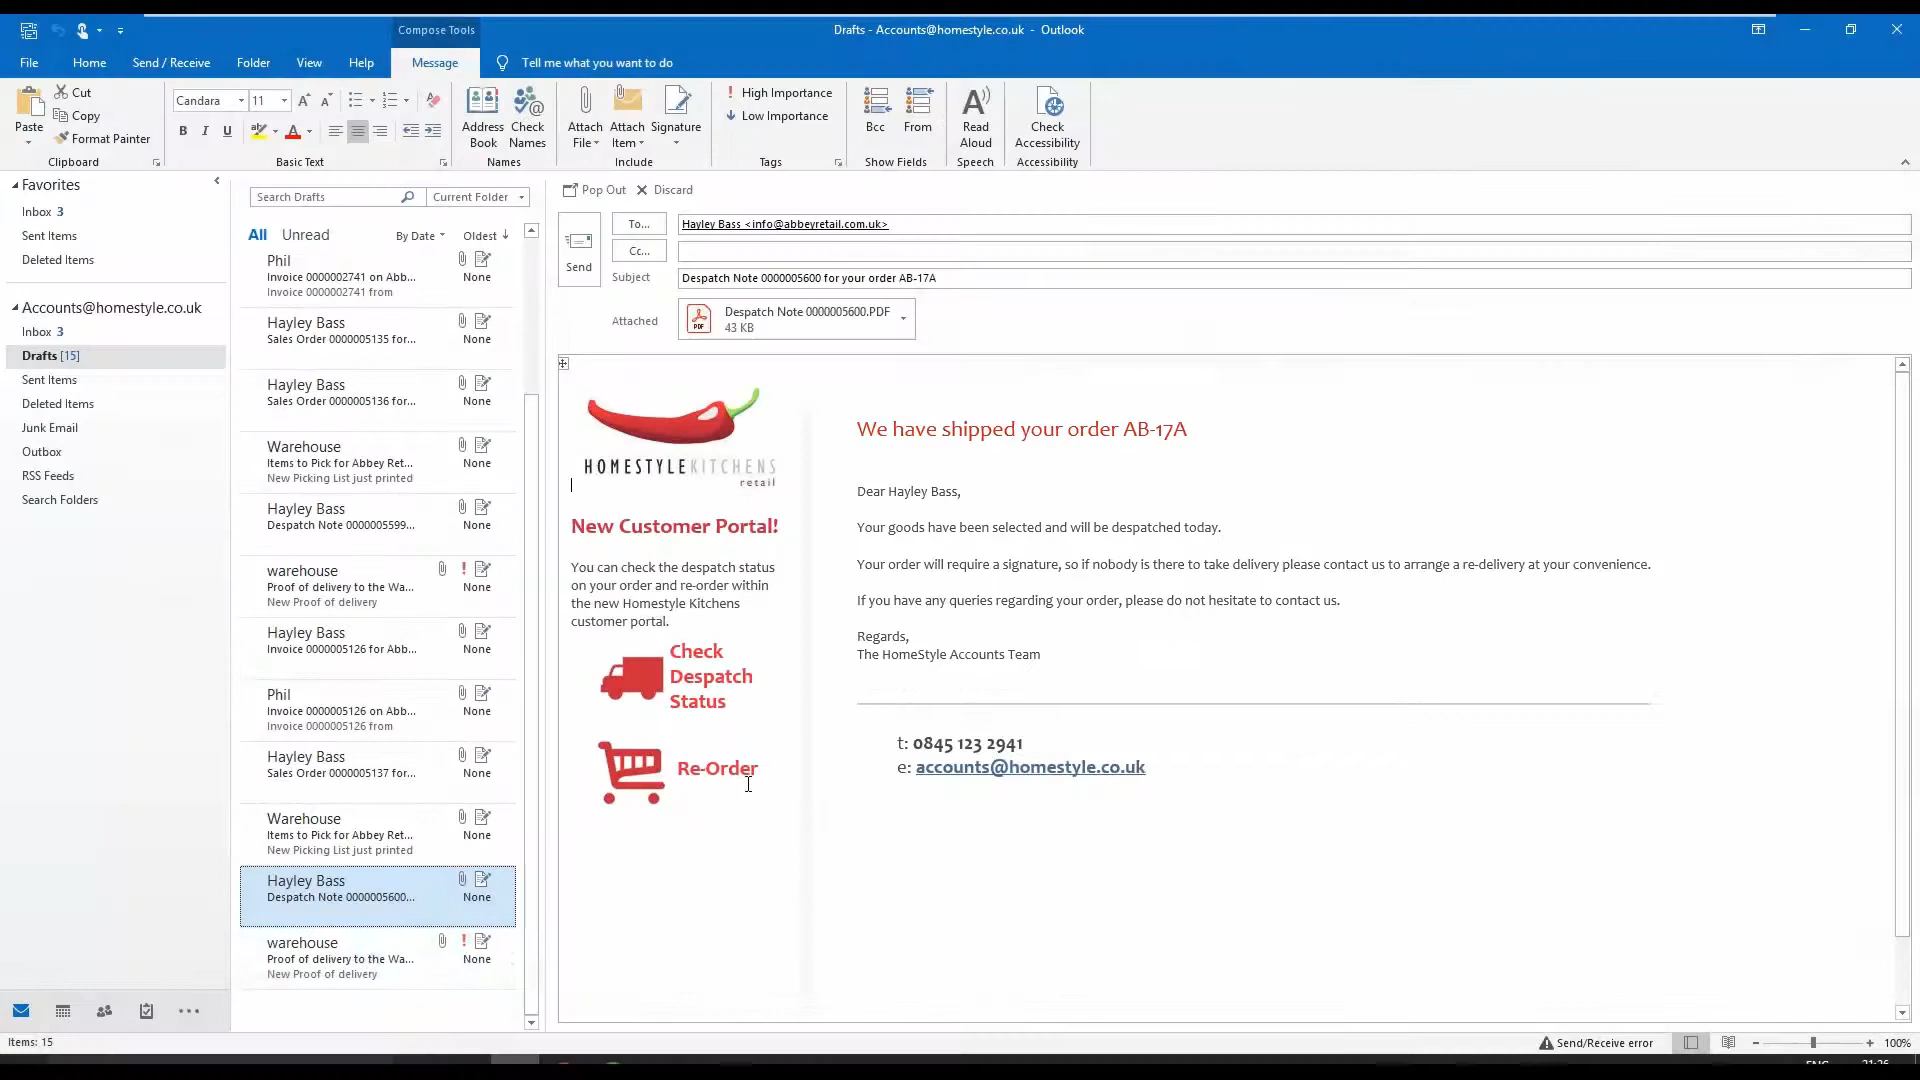 Compose Tools
Drafts - Accounts@homestyle.co.uk - Outlook
File Home Send / Receive Folder View Help Message Tell me what you want to do
Paste
Cut
Copy
Format Painter
Clipboard
Candara 11
B I U
Basic Text
Address Book
Check Names
Names
Attach File
Attach Item
Signature
Include
High Importance
Low Importance
Tags
Bcc From
Show Fields
Read Aloud
Speech
Check Accessibility
Accessibility
Favorites
Inbox 3
Sent Items
Deleted Items
Accounts@homestyle.co.uk
Inbox 3
Drafts [15]
Sent Items
Deleted Items
Junk Email
Outbox
RSS Feeds
Search Folders
Search Drafts Current Folder
All Unread By Date Oldest
Phil
Invoice 0000002741 on Abb... None
Invoice 0000002741 from
Hayley Bass
Sales Order 0000005135 for... None
Hayley Bass
Sales Order 0000005136 for... None
Warehouse
Items to Pick for Abbey Ret... None
New Picking List just printed
Hayley Bass
Despatch Note 0000005599... None
warehouse
Proof of delivery to the Wa... None
New Proof of delivery
Hayley Bass
Invoice 0000005126 for Abb... None
Phil
Invoice 0000005126 on Abb... None
Invoice 0000005126 from
Hayley Bass
Sales Order 0000005137 for... None
Warehouse
Items to Pick for Abbey Ret... None
New Picking List just printed
Hayley Bass
Despatch Note 0000005600... None
warehouse
Proof of delivery to the Wa... None
New Proof of delivery
Pop Out Discard
Send
To... Hayley Bass <info@abbeyretail.com.uk>
Cc...
Subject Despatch Note 0000005600 for your order AB-17A
Attached
PDF
Despatch Note 0000005600.PDF
43 KB
HOMESTYLEKITCHENS
retail
New Customer Portal!
You can check the despatch status
on your order and re-order within
the new Homestyle Kitchens
customer portal.
Check
Despatch
Status
Re-Order
We have shipped your order AB-17A
Dear Hayley Bass,
Your goods have been selected and will be despatched today.
Your order will require a signature, so if nobody is there to take delivery please contact us to arrange a re-delivery at your convenience.
If you have any queries regarding your order, please do not hesitate to contact us.
Regards,
The HomeStyle Accounts Team
t: 0845 123 2941
e: accounts@homestyle.co.uk
Items: 15
Send/Receive error
100%